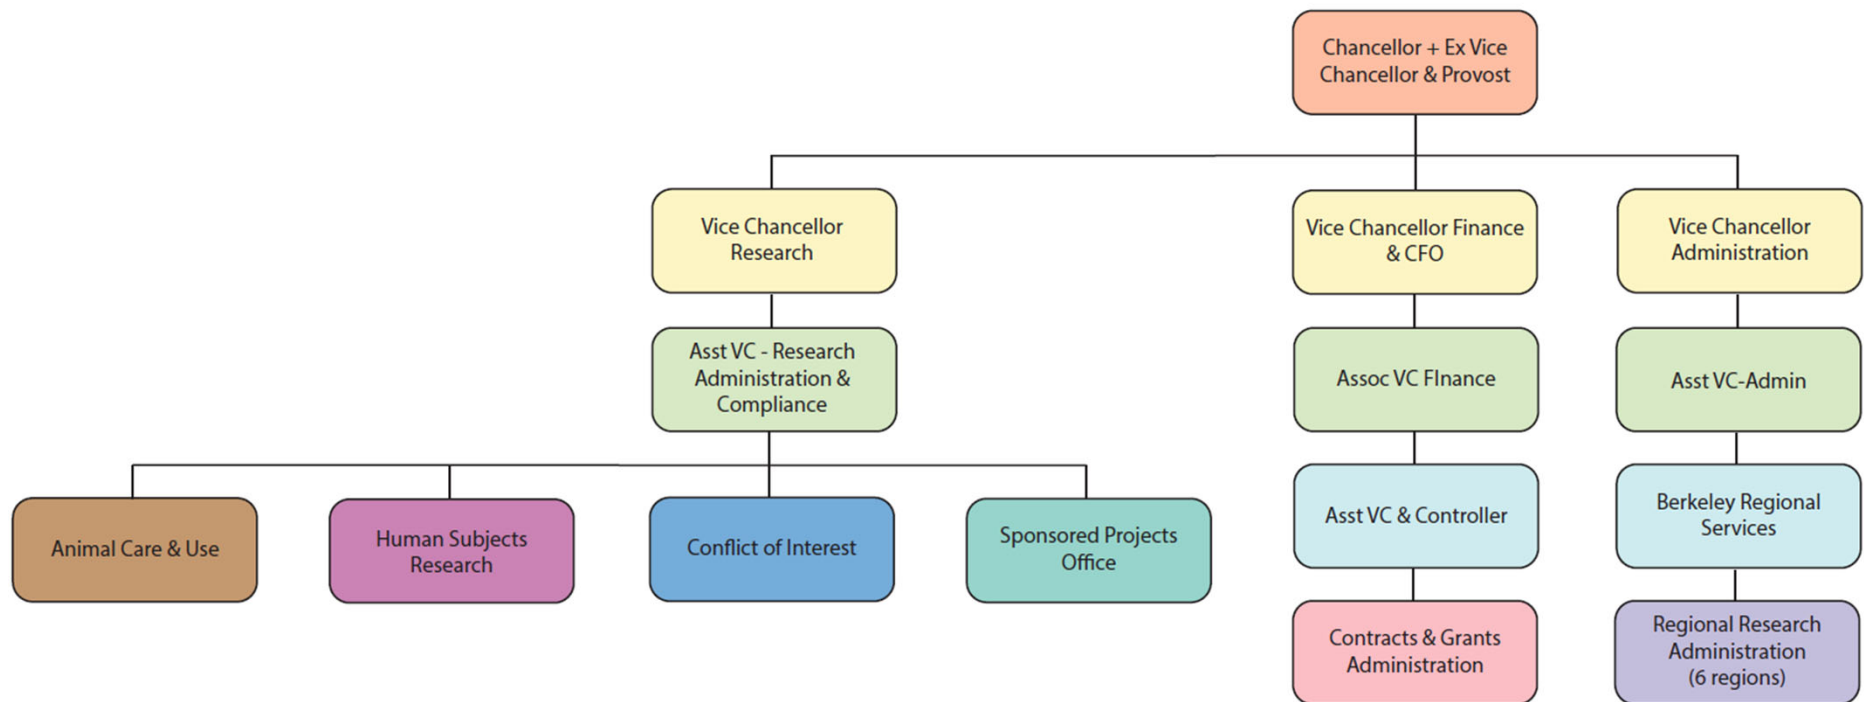 Chancellor + Ex Vice
Chancellor & Provost
Vice Chancellor
Research
Vice Chancellor Finance
& CFO
Vice Chancellor
Administration
Asst VC - Research
Administration &
Compliance
Assoc VC FInance
Asst VC-Admin
Animal Care & Use
Human Subjects
Research
Conflict of Interest
Sponsored Projects
Office
Asst VC & Controller
Berkeley Regional
Services
Contracts & Grants
Administration
Regional Research
Administration
(6 regions)